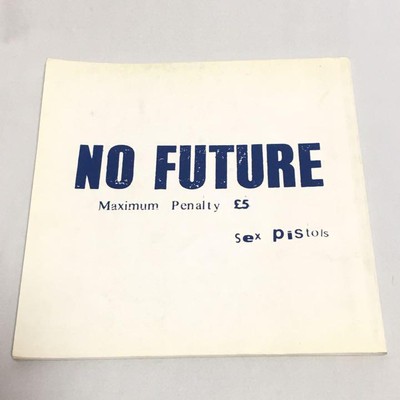 NO FUTURE
Maximum Penalty £5
Sex PiStols